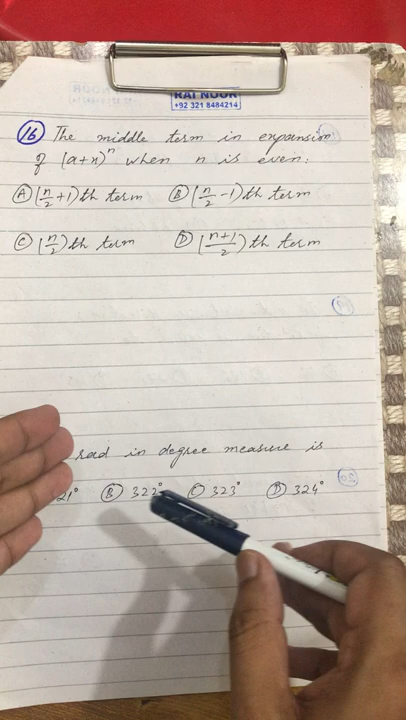 RAI NOOR
+92 321 8484214
16 The middle term in expansion
of (a+x)^n when n is even:
A (n/2 +1)th term B (n/2 -1)th term
C (n/2)th term D (n+1/2)th term
rad in degree measure is
21° B 322° C 323° D 324°